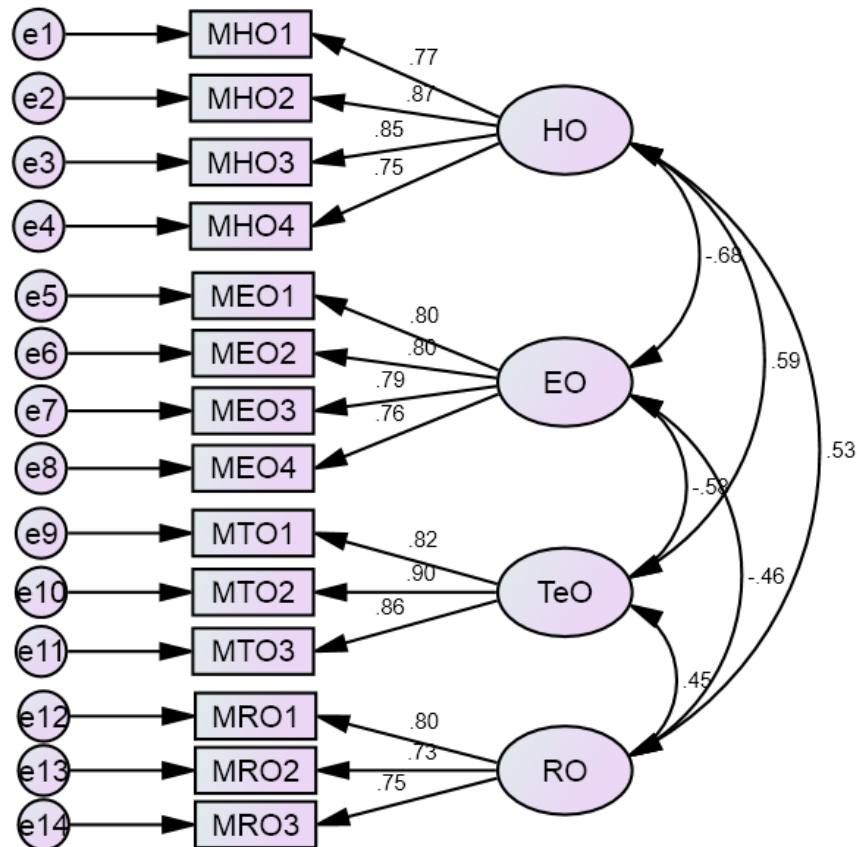 e1 MHO1
.77
e2 MHO2
.87
HO
e3 MHO3
.85
e4 MHO4
.75
-.68
e5 MEO1
.80
e6 MEO2
.80
EO
.59
e7 MEO3
.79
e8 MEO4
.76
.53
-.58
e9 MTO1
.82
e10 MTO2
.90
TeO
-.46
e11 MTO3
.86
.45
e12 MRO1
.80
e13 MRO2
.73
RO
e14 MRO3
.75